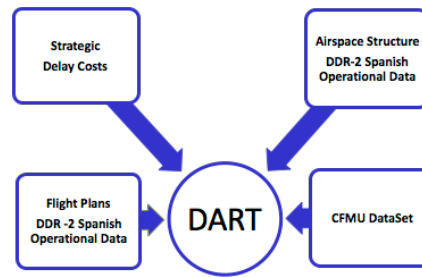 Strategic
Delay Costs
Airspace Structure
DDR-2 Spanish
Operational Data
Flight Plans
DDR -2 Spanish
Operational Data
DART
CFMU DataSet